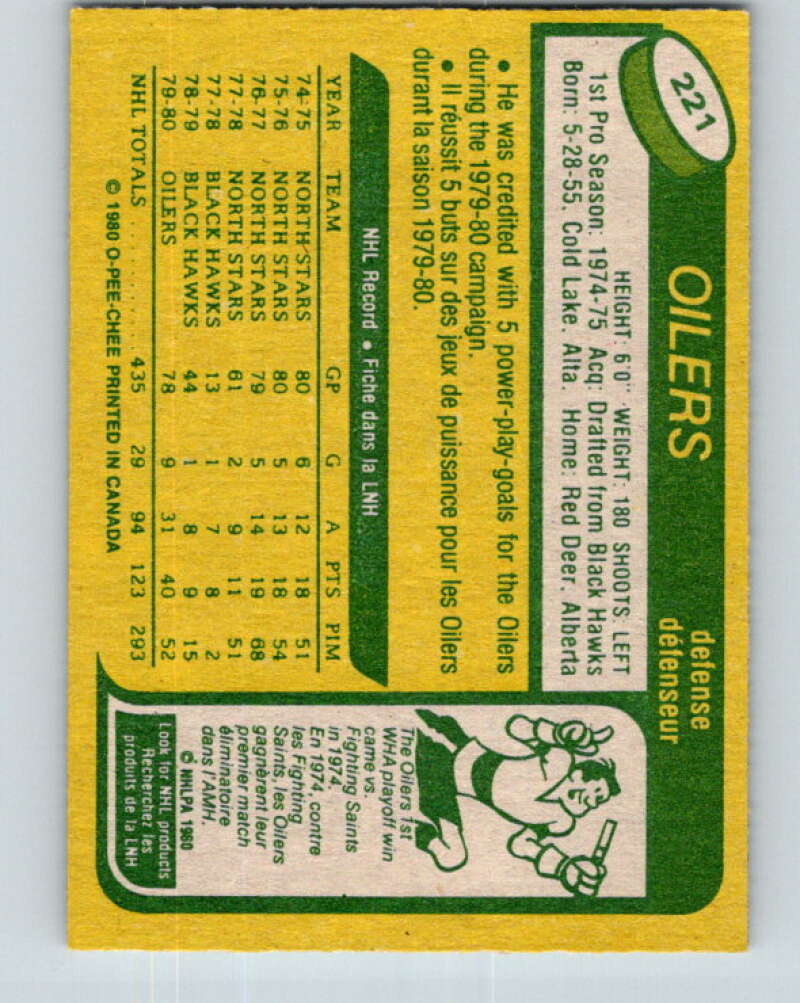 221
OILERS
defense
défenseur
HEIGHT: 6'0" WEIGHT: 180 SHOOTS: LEFT
1st Pro Season: 1974-75 Acq: Drafted from Black Hawks
Born: 5-28-55. Cold Lake. Alta. Home: Red Deer. Alberta
• He was credited with 5 power-play-goals for the Oilers
during the 1979-80 campaign.
• Il réussit 5 buts sur des jeux de puissance pour les Oilers
durant la saison 1979-80.
NHL Record • Fiche dans la LNH
YEAR TEAM GP G A PTS PIM
74-75 NORTH STARS 80 6 12 18 51
75-76 NORTH STARS 80 5 13 18 54
76-77 NORTH STARS 79 5 14 19 68
77-78 NORTH STARS 61 2 9 11 51
77-78 BLACK HAWKS 13 1 7 8 2
78-79 BLACK HAWKS 44 1 8 9 15
79-80 OILERS 78 9 31 40 52
NHL TOTALS . . . . . . . . . . 435 29 94 123 293
© 1980 O-PEE-CHEE PRINTED IN CANADA
The Oilers 1st
WHA playoff win
came vs.
Fighting Saints
in 1974.
En 1974, contre
les Fighting
Saints, les Oilers
gagnèrent leur
premier match
éliminatoire
dans l'AMH.
© NHLPA 1980
Look for NHL products
Recherchez les
produits de la LNH